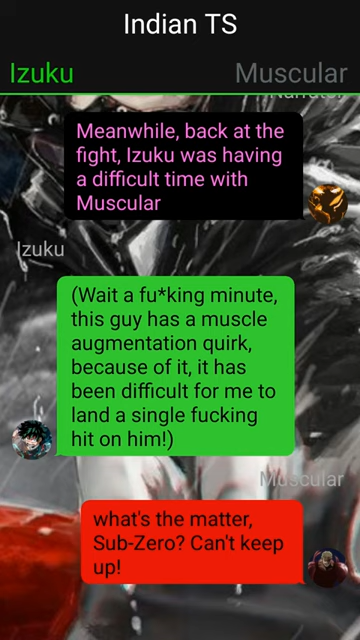 Indian TS
Izuku
Muscular
Narrator
Meanwhile, back at the
fight, Izuku was having
a difficult time with
Muscular
Izuku
(Wait a fu*king minute,
this guy has a muscle
augmentation quirk,
because of it, it has
been difficult for me to
land a single fucking
hit on him!)
Muscular
what's the matter,
Sub-Zero? Can't keep
up!